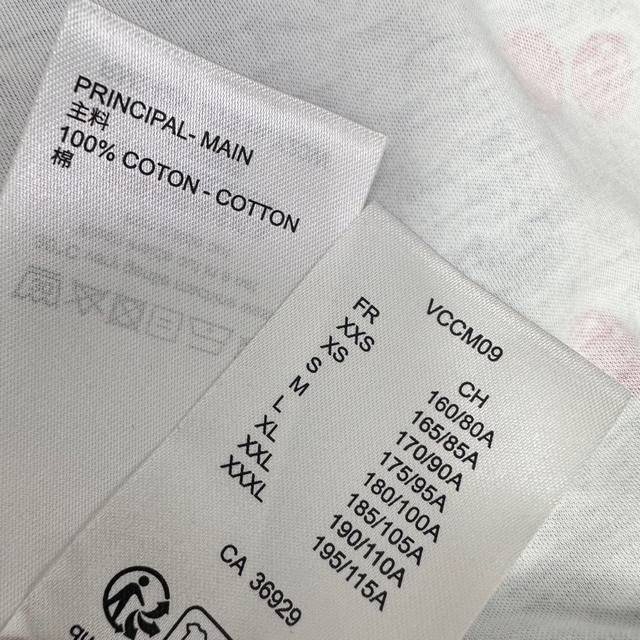 PRINCIPAL- MAIN
主料
100% COTON - COTTON
棉
VCCM09
FR CH
XXS 160/80A
XS 165/85A
S 170/90A
M 175/95A
L 180/100A
XL 185/105A
XXL 190/110A
XXXL 195/115A
CA 36929